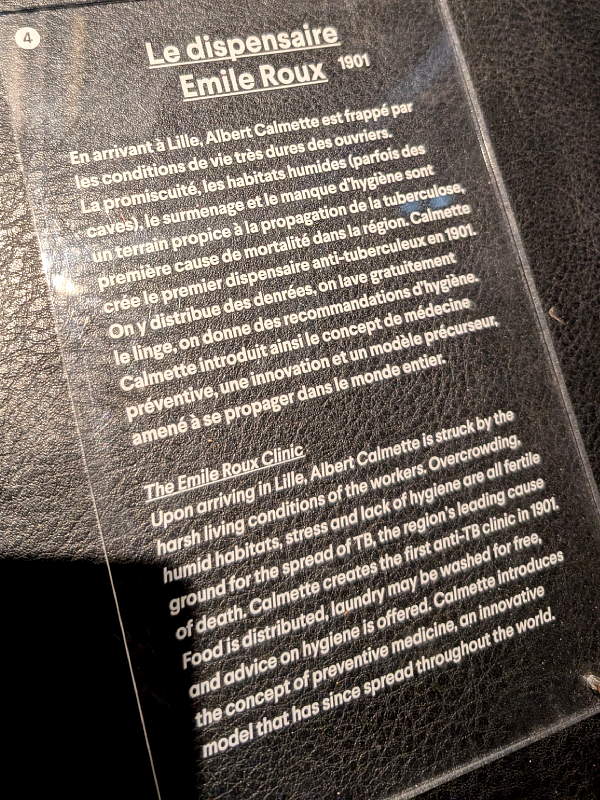 4
Le dispensaire
Emile Roux 1901
En arrivant à Lille, Albert Calmette est frappé par
les conditions de vie très dures des ouvriers.
La promiscuité, les habitats humides (parfois des
caves), le surmenage et le manque d'hygiène sont
un terrain propice à la propagation de la tuberculose,
première cause de mortalité dans la région. Calmette
crée le premier dispensaire anti-tuberculeux en 1901.
On y distribue des denrées, on lave gratuitement
le linge, on donne des recommandations d'hygiène.
Calmette introduit ainsi le concept de médecine
préventive, une innovation et un modèle précurseur,
amené à se propager dans le monde entier.
The Emile Roux Clinic
Upon arriving in Lille, Albert Calmette is struck by the
harsh living conditions of the workers. Overcrowding,
humid habitats, stress and lack of hygiene are all fertile
ground for the spread of TB, the region's leading cause
of death. Calmette creates the first anti-TB clinic in 1901.
Food is distributed, laundry may be washed for free,
and advice on hygiene is offered. Calmette introduces
the concept of preventive medicine, an innovative
model that has since spread throughout the world.